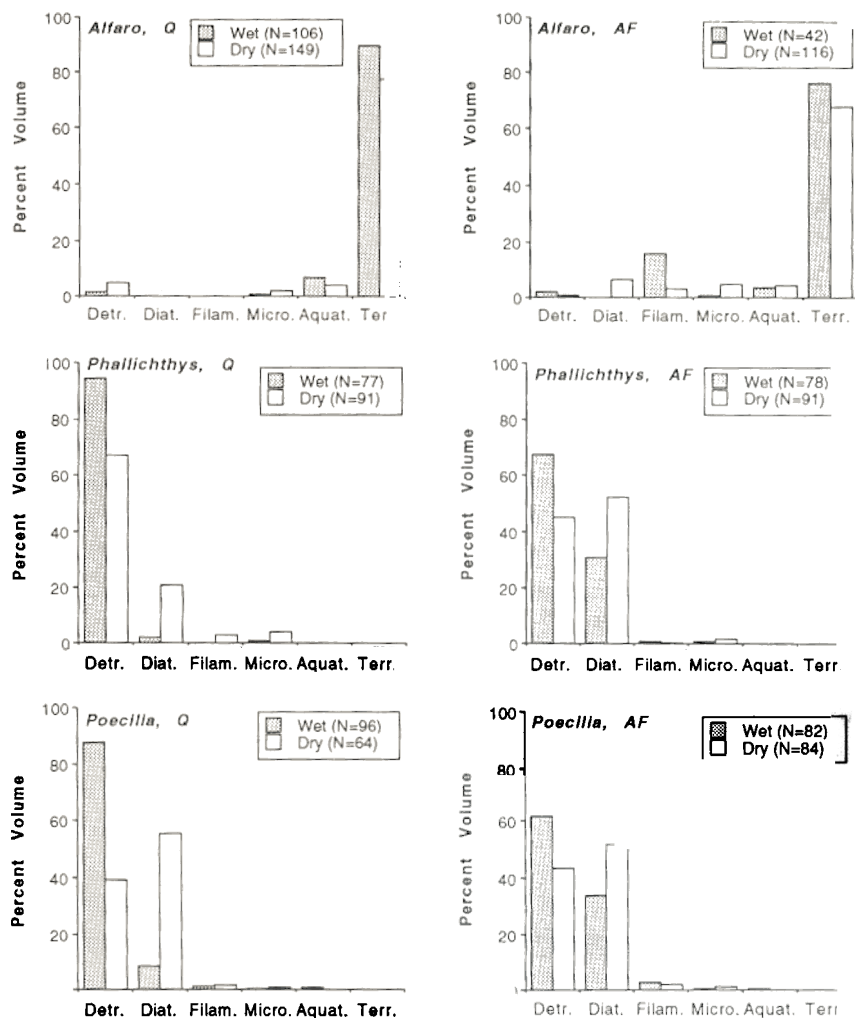 Alfaro, Q
Wet (N=106)
Dry (N=149)
Percent Volume
100
80
60
40
20
0
Detr. Diat. Filam. Micro. Aquat. Ter
Alfaro, AF
Wet (N=42)
Dry (N=116)
Percent Volume
100
80
60
40
20
0
Detr. Diat. Filam. Micro. Aquat. Terr.
Phallichthys, Q
Wet (N=77)
Dry (N=91)
Percent Volume
100
80
60
40
20
0
Detr. Diat. Filam. Micro. Aquat. Terr.
Phallichthys, AF
Wet (N=78)
Dry (N=91)
Percent Volume
100
80
60
40
20
0
Detr. Diat. Filam. Micro. Aquat. Terr
Poecilia, Q
Wet (N=96)
Dry (N=64)
Percent Volume
100
80
60
40
20
Detr. Diat. Filam. Micro. Aquat. Terr.
Poecilia, AF
Wet (N=82)
Dry (N=84)
Percent Volume
100
80
60
40
20
Detr. Diat. Filam. Micro. Aquat. Terr